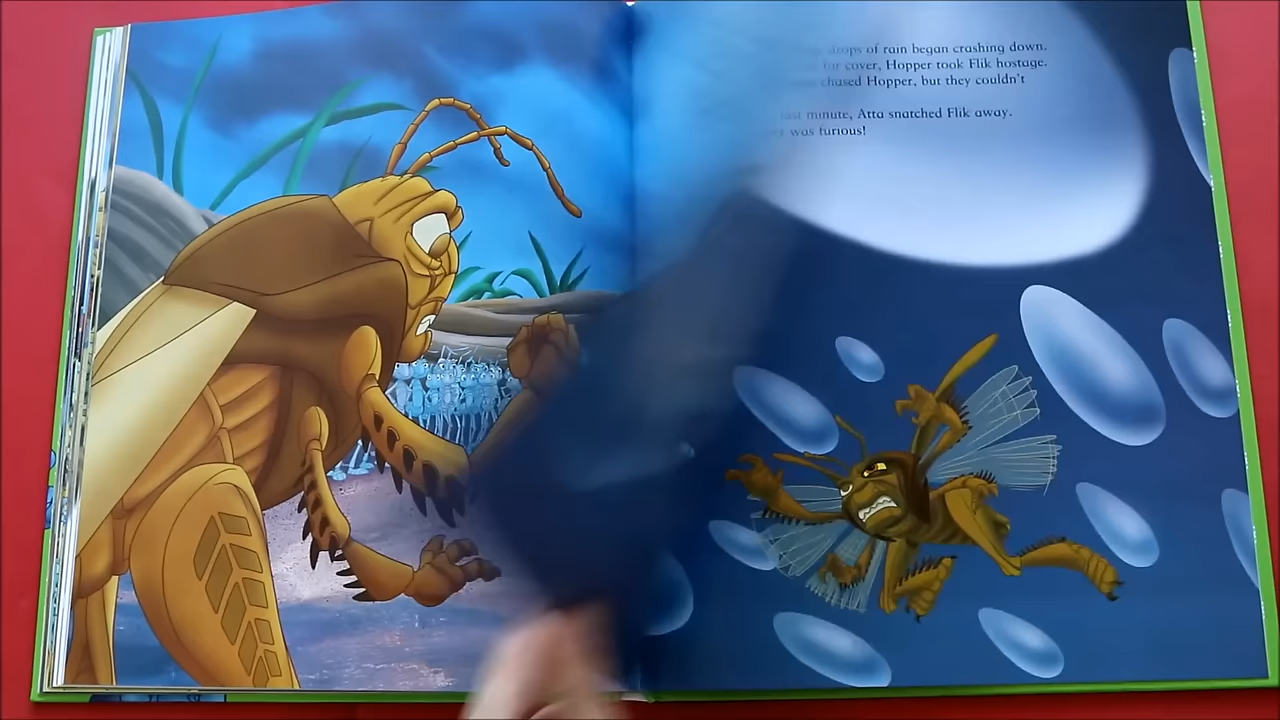 drops of rain began crashing down.
for cover, Hopper took Flik hostage.
chased Hopper, but they couldn't
last minute, Atta snatched Flik away.
was furious!